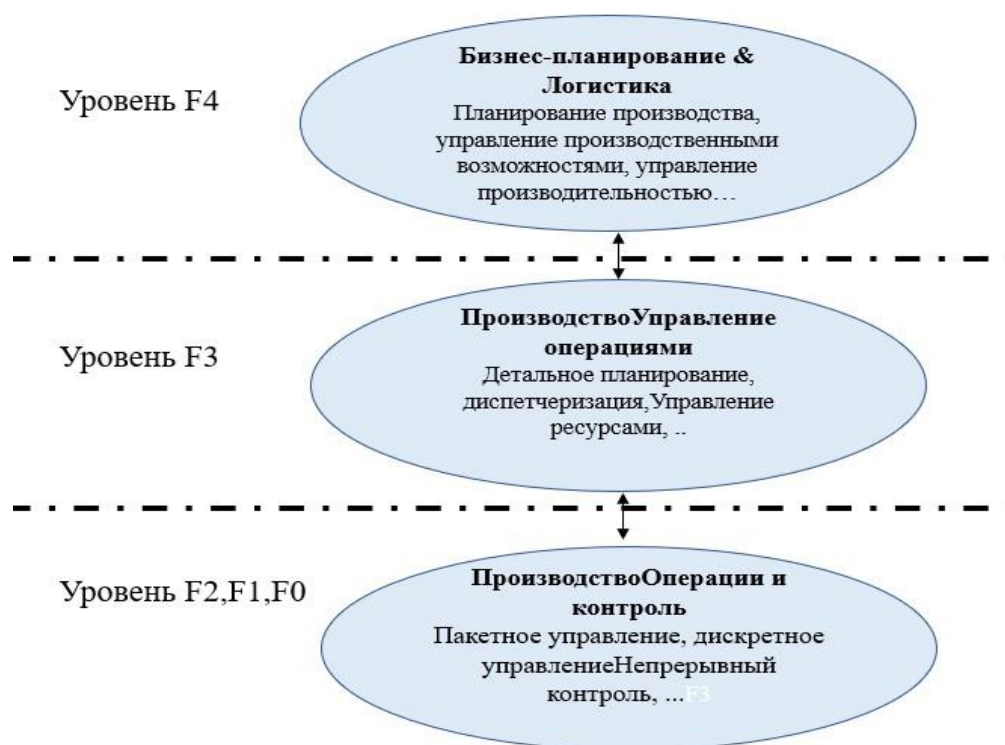 Бизнес-планирование &
Логистика
Уровень F4
Планирование производства,
управление производственными
возможностями, управление
производительностью…
ПроизводствоУправление
операциями
Уровень F3
Детальное планирование,
диспетчеризация,Управление
ресурсами, ..
ПроизводствоОперации и
контроль
Уровень F2,F1,F0
Пакетное управление, дискретное
управлениеНепрерывный
контроль, ...F3